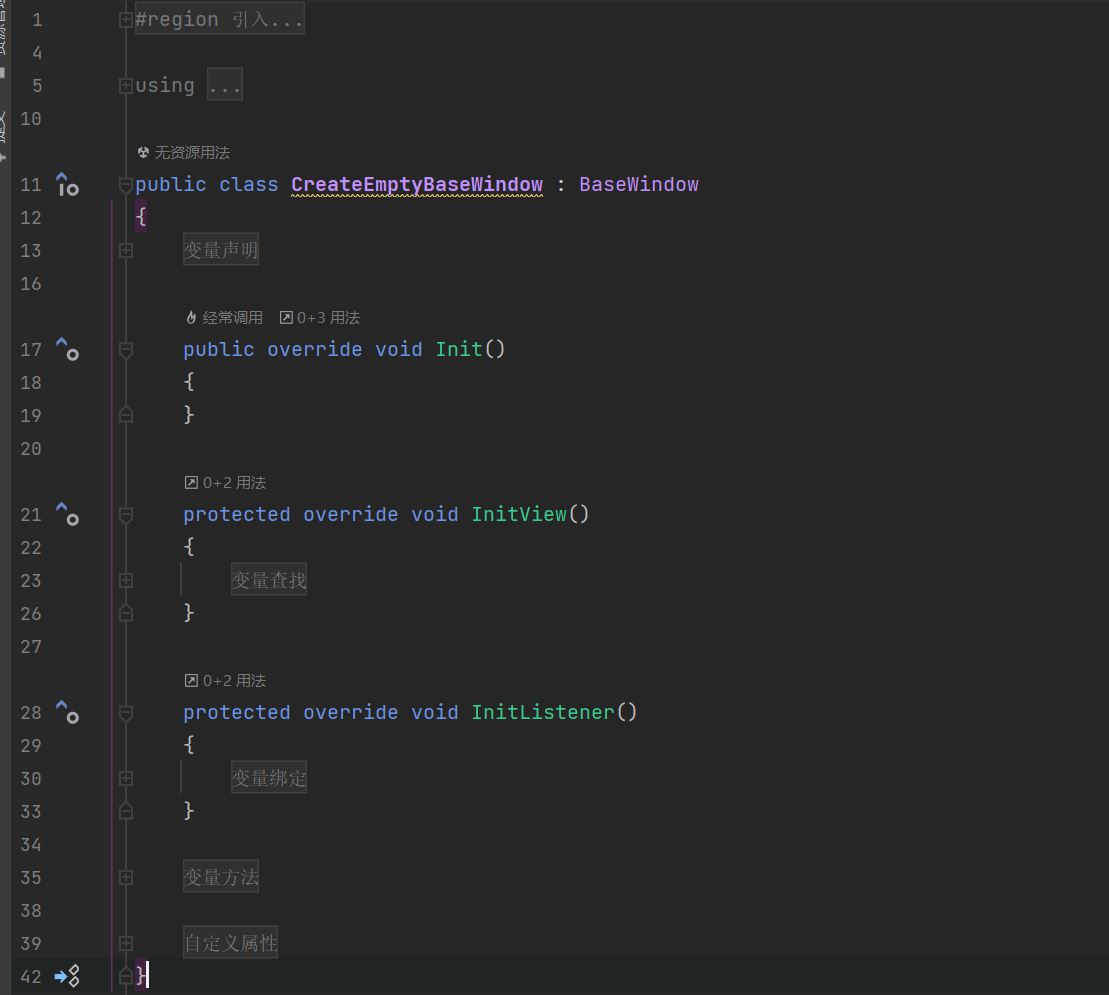 1 #region 引入...
4
5 using ...
10
无资源用法
11 public class CreateEmptyBaseWindow : BaseWindow
12 {
13 变量声明
16
经常调用 0+3 用法
17 public override void Init()
18 {
19 }
20
0+2 用法
21 protected override void InitView()
22 {
23 变量查找
26 }
27
0+2 用法
28 protected override void InitListener()
29 {
30 变量绑定
33 }
34
35 变量方法
38
39 自定义属性
42 }